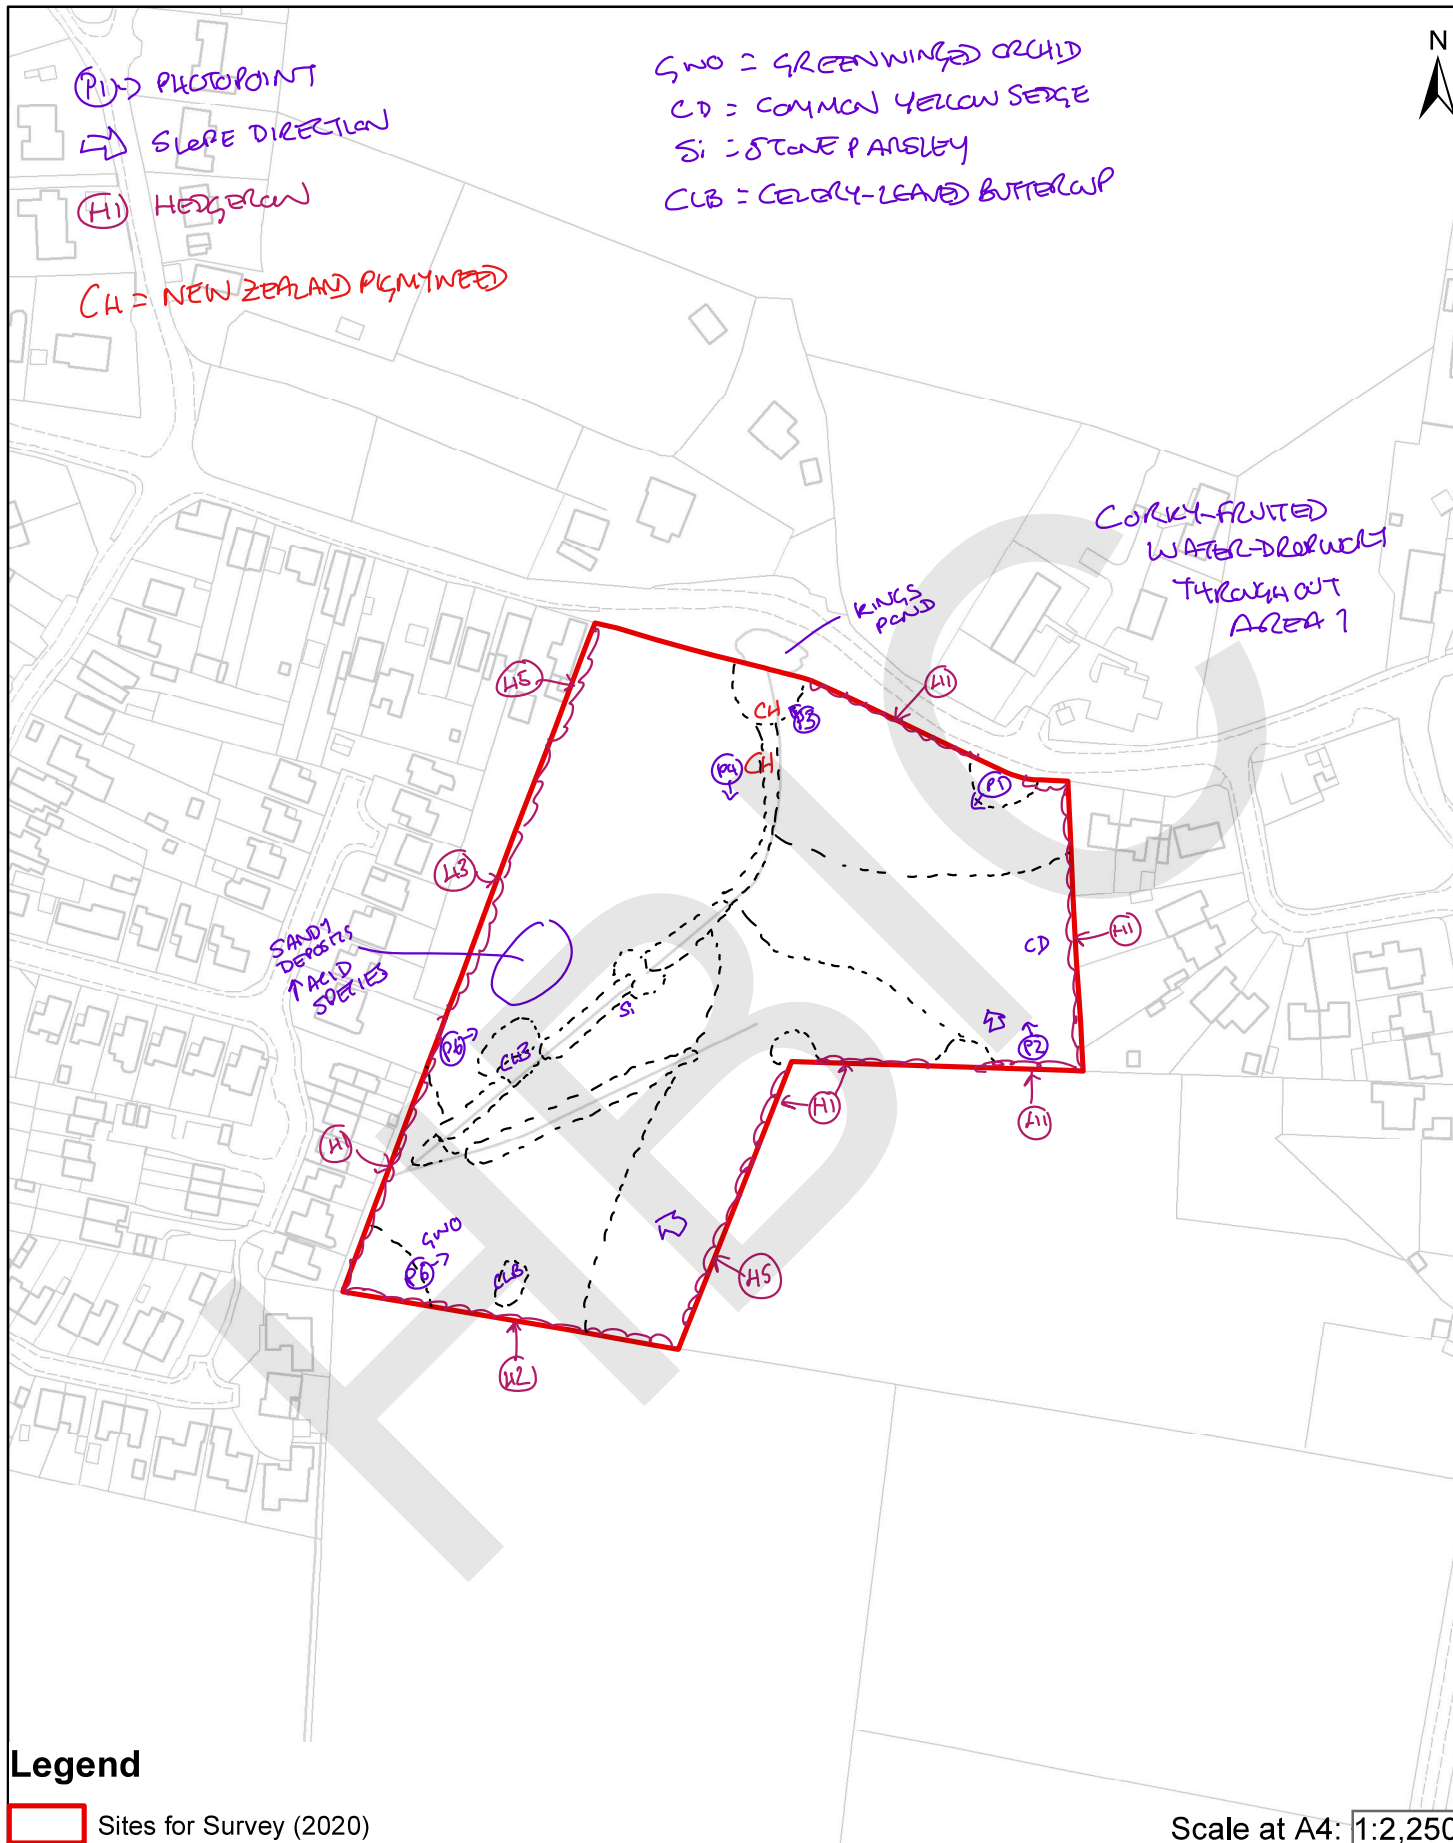 P1 PHOTOPOINT
SLOPE DIRECTION
H1 HEDGEROW
CH = NEW ZEALAND PIGMYWEED
GWO = GREENWINGED ORCHID
CD = COMMON YELLOW SEDGE
Si = STONE PARSLEY
CLB = CELERY-LEAVED BUTTERCUP
N
CORKY-FRUITED
WATER-DROPWORT
THROUGHOUT
AREA 1
KINGS
POND
H5
H1
CH
P3
P4
CH
P1
H3
SANDY
DEPOSITS
↑ ACID
SPECIES
CD
H1
Si
P6
CLB
P2
H1
H1
H1
GWO
P6
CLB
H5
H2
HBIC
Legend
Sites for Survey (2020)
Scale at A4: 1:2,250